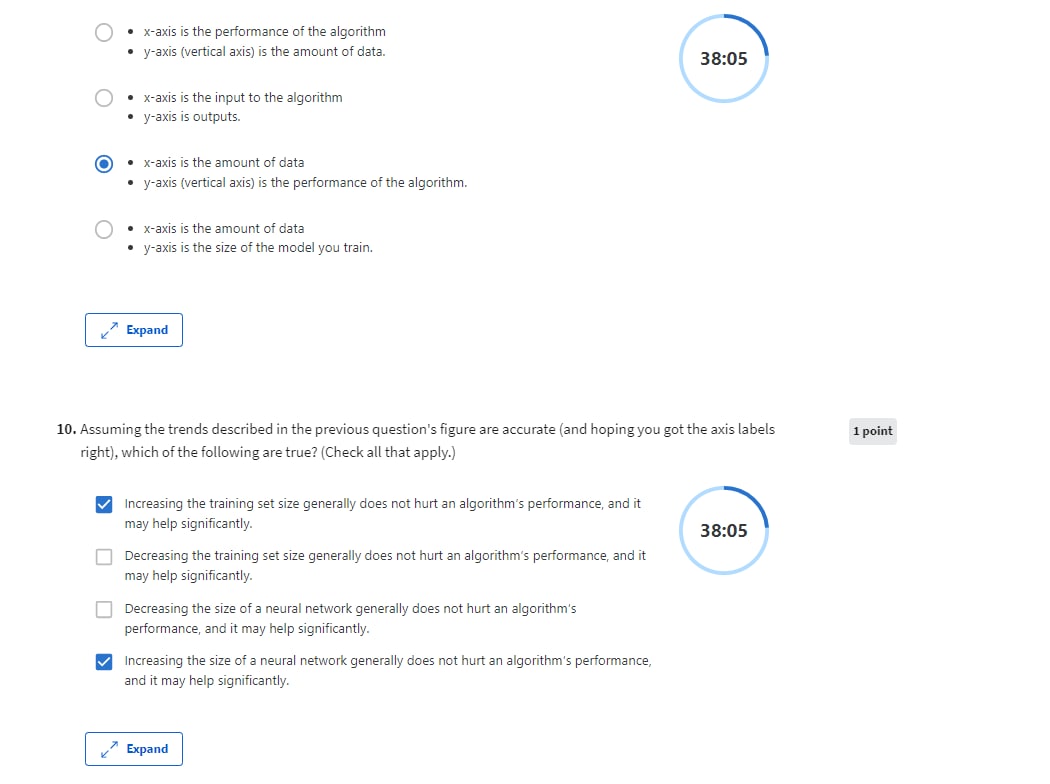 • x-axis is the performance of the algorithm
• y-axis (vertical axis) is the amount of data.
38:05
• x-axis is the input to the algorithm
• y-axis is outputs.
• x-axis is the amount of data
• y-axis (vertical axis) is the performance of the algorithm.
• x-axis is the amount of data
• y-axis is the size of the model you train.
Expand
10. Assuming the trends described in the previous question's figure are accurate (and hoping you got the axis labels
right), which of the following are true? (Check all that apply.)
1 point
Increasing the training set size generally does not hurt an algorithm's performance, and it
may help significantly.
38:05
Decreasing the training set size generally does not hurt an algorithm's performance, and it
may help significantly.
Decreasing the size of a neural network generally does not hurt an algorithm's
performance, and it may help significantly.
Increasing the size of a neural network generally does not hurt an algorithm's performance,
and it may help significantly.
Expand